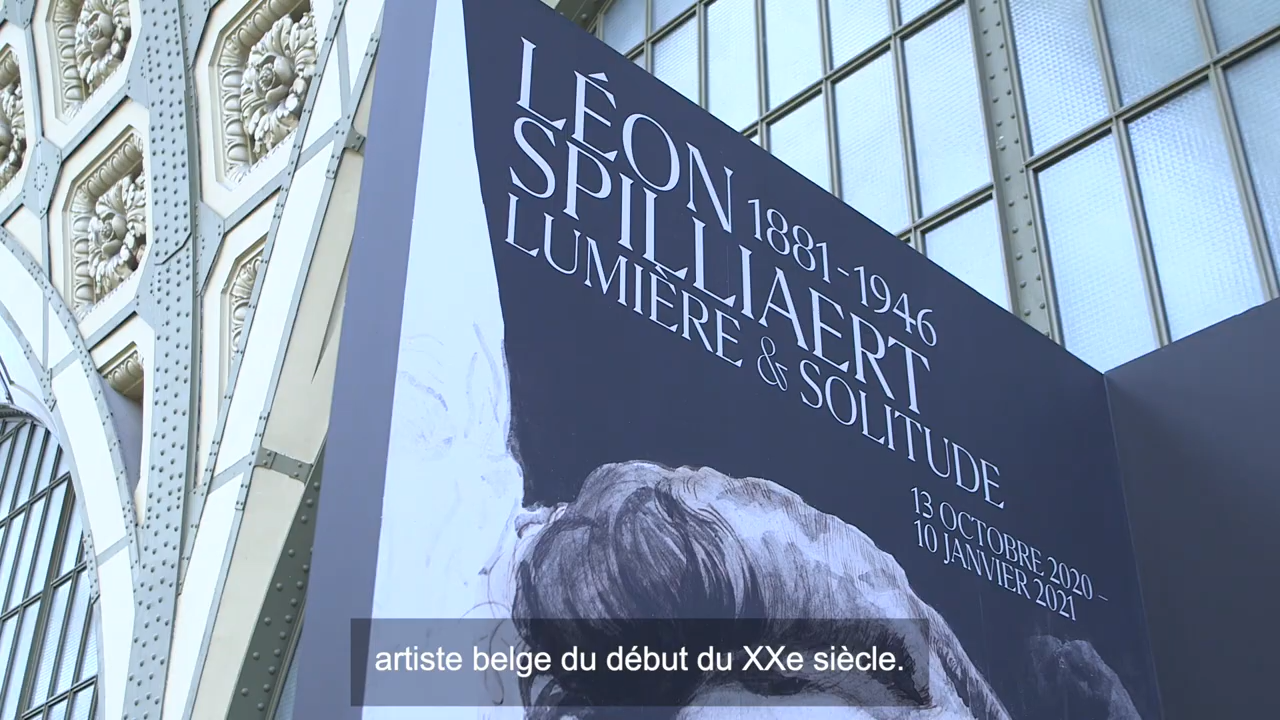 LÉON 1881-1946
SPILLIAERT
LUMIÈRE & SOLITUDE
13 OCTOBRE 2020 –
10 JANVIER 2021
artiste belge du début du XXe siècle.